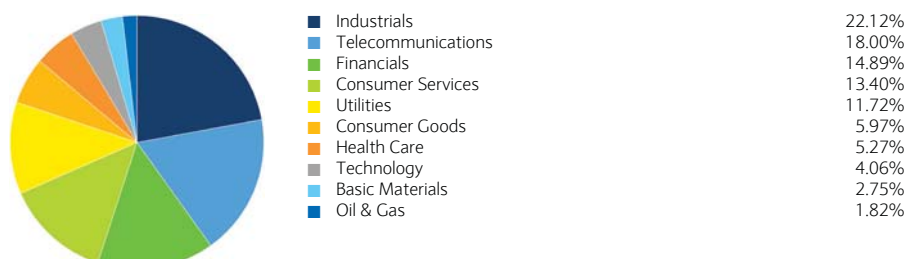 Industrials 22.12%
Telecommunications 18.00%
Financials 14.89%
Consumer Services 13.40%
Utilities 11.72%
Consumer Goods 5.97%
Health Care 5.27%
Technology 4.06%
Basic Materials 2.75%
Oil & Gas 1.82%